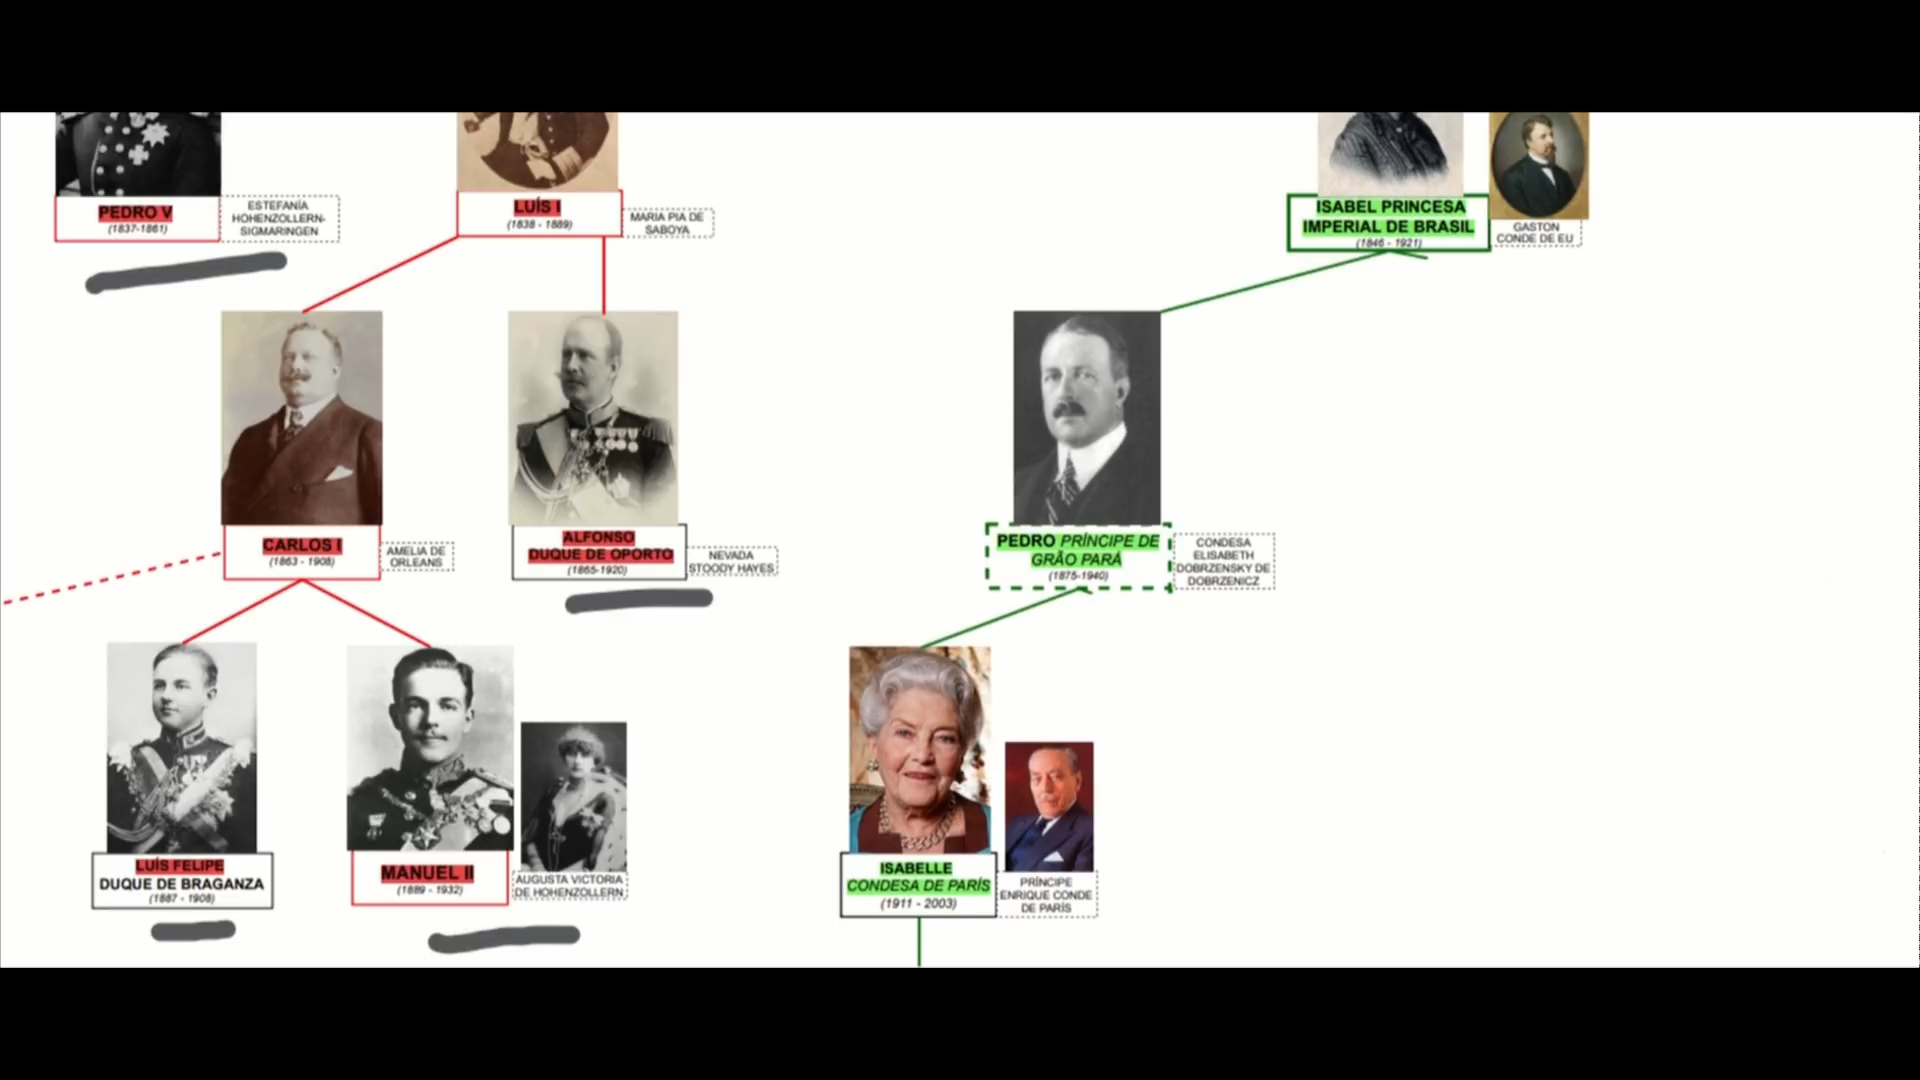 PEDRO V
(1837-1861)
ESTEFANÍA
HOHENZOLLERN-
SIGMARINGEN
LUÍS I
(1838 - 1889)
MARIA PIA DE
SABOYA
ISABEL PRINCESA
IMPERIAL DE BRASIL
(1846 - 1921)
GASTON
CONDE DE EU
CARLOS I
(1863 - 1908)
AMELIA DE
ORLEANS
ALFONSO
DUQUE DE OPORTO
(1865-1920)
NEVADA
STOODY HAYES
PEDRO PRÍNCIPE DE
GRÃO PARÁ
(1875-1940)
CONDESA
ELISABETH
DOBRZENSKY DE
DOBRZENICZ
LUÍS FELIPE
DUQUE DE BRAGANZA
(1887 - 1908)
MANUEL II
(1889 - 1932)
AUGUSTA VICTORIA
DE HOHENZOLLERN
ISABELLE
CONDESA DE PARÍS
(1911 - 2003)
PRÍNCIPE
ENRIQUE CONDE
DE PARÍS